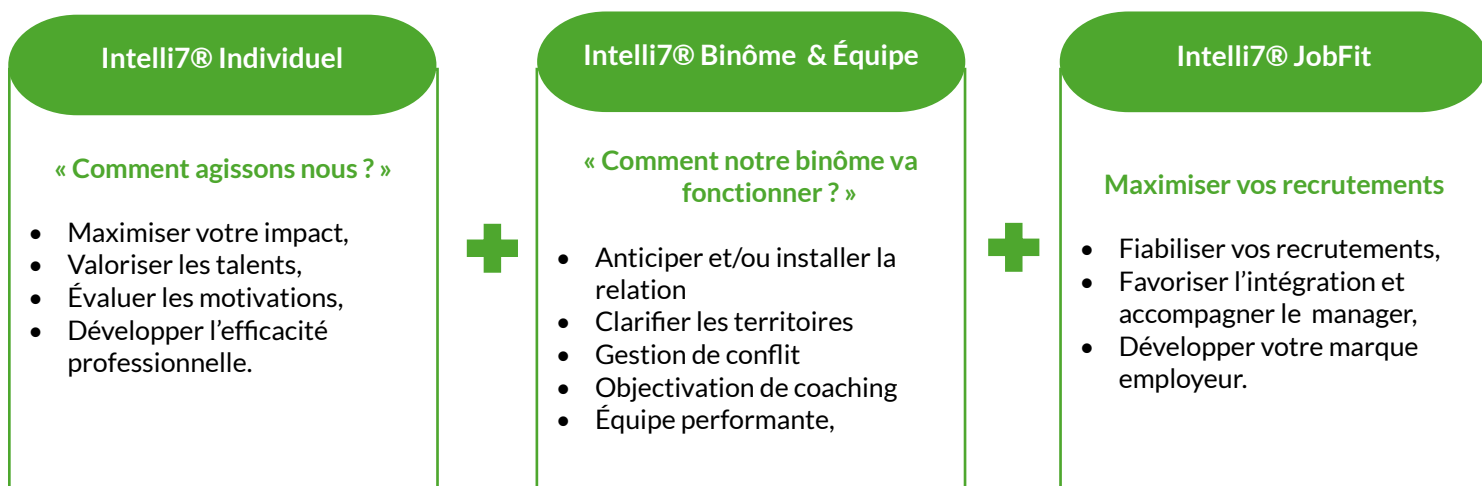 Intelli7® Individuel
« Comment agissons nous ? »
• Maximiser votre impact,
• Valoriser les talents,
• Évaluer les motivations,
• Développer l’efficacité
professionnelle.
Intelli7® Binôme & Équipe
« Comment notre binôme va
fonctionner ? »
• Anticiper et/ou installer la
relation
• Clarifier les territoires
• Gestion de conflit
• Objectivation de coaching
• Équipe performante,
Intelli7® JobFit
Maximiser vos recrutements
• Fiabiliser vos recrutements,
• Favoriser l’intégration et
accompagner le manager,
• Développer votre marque
employeur.